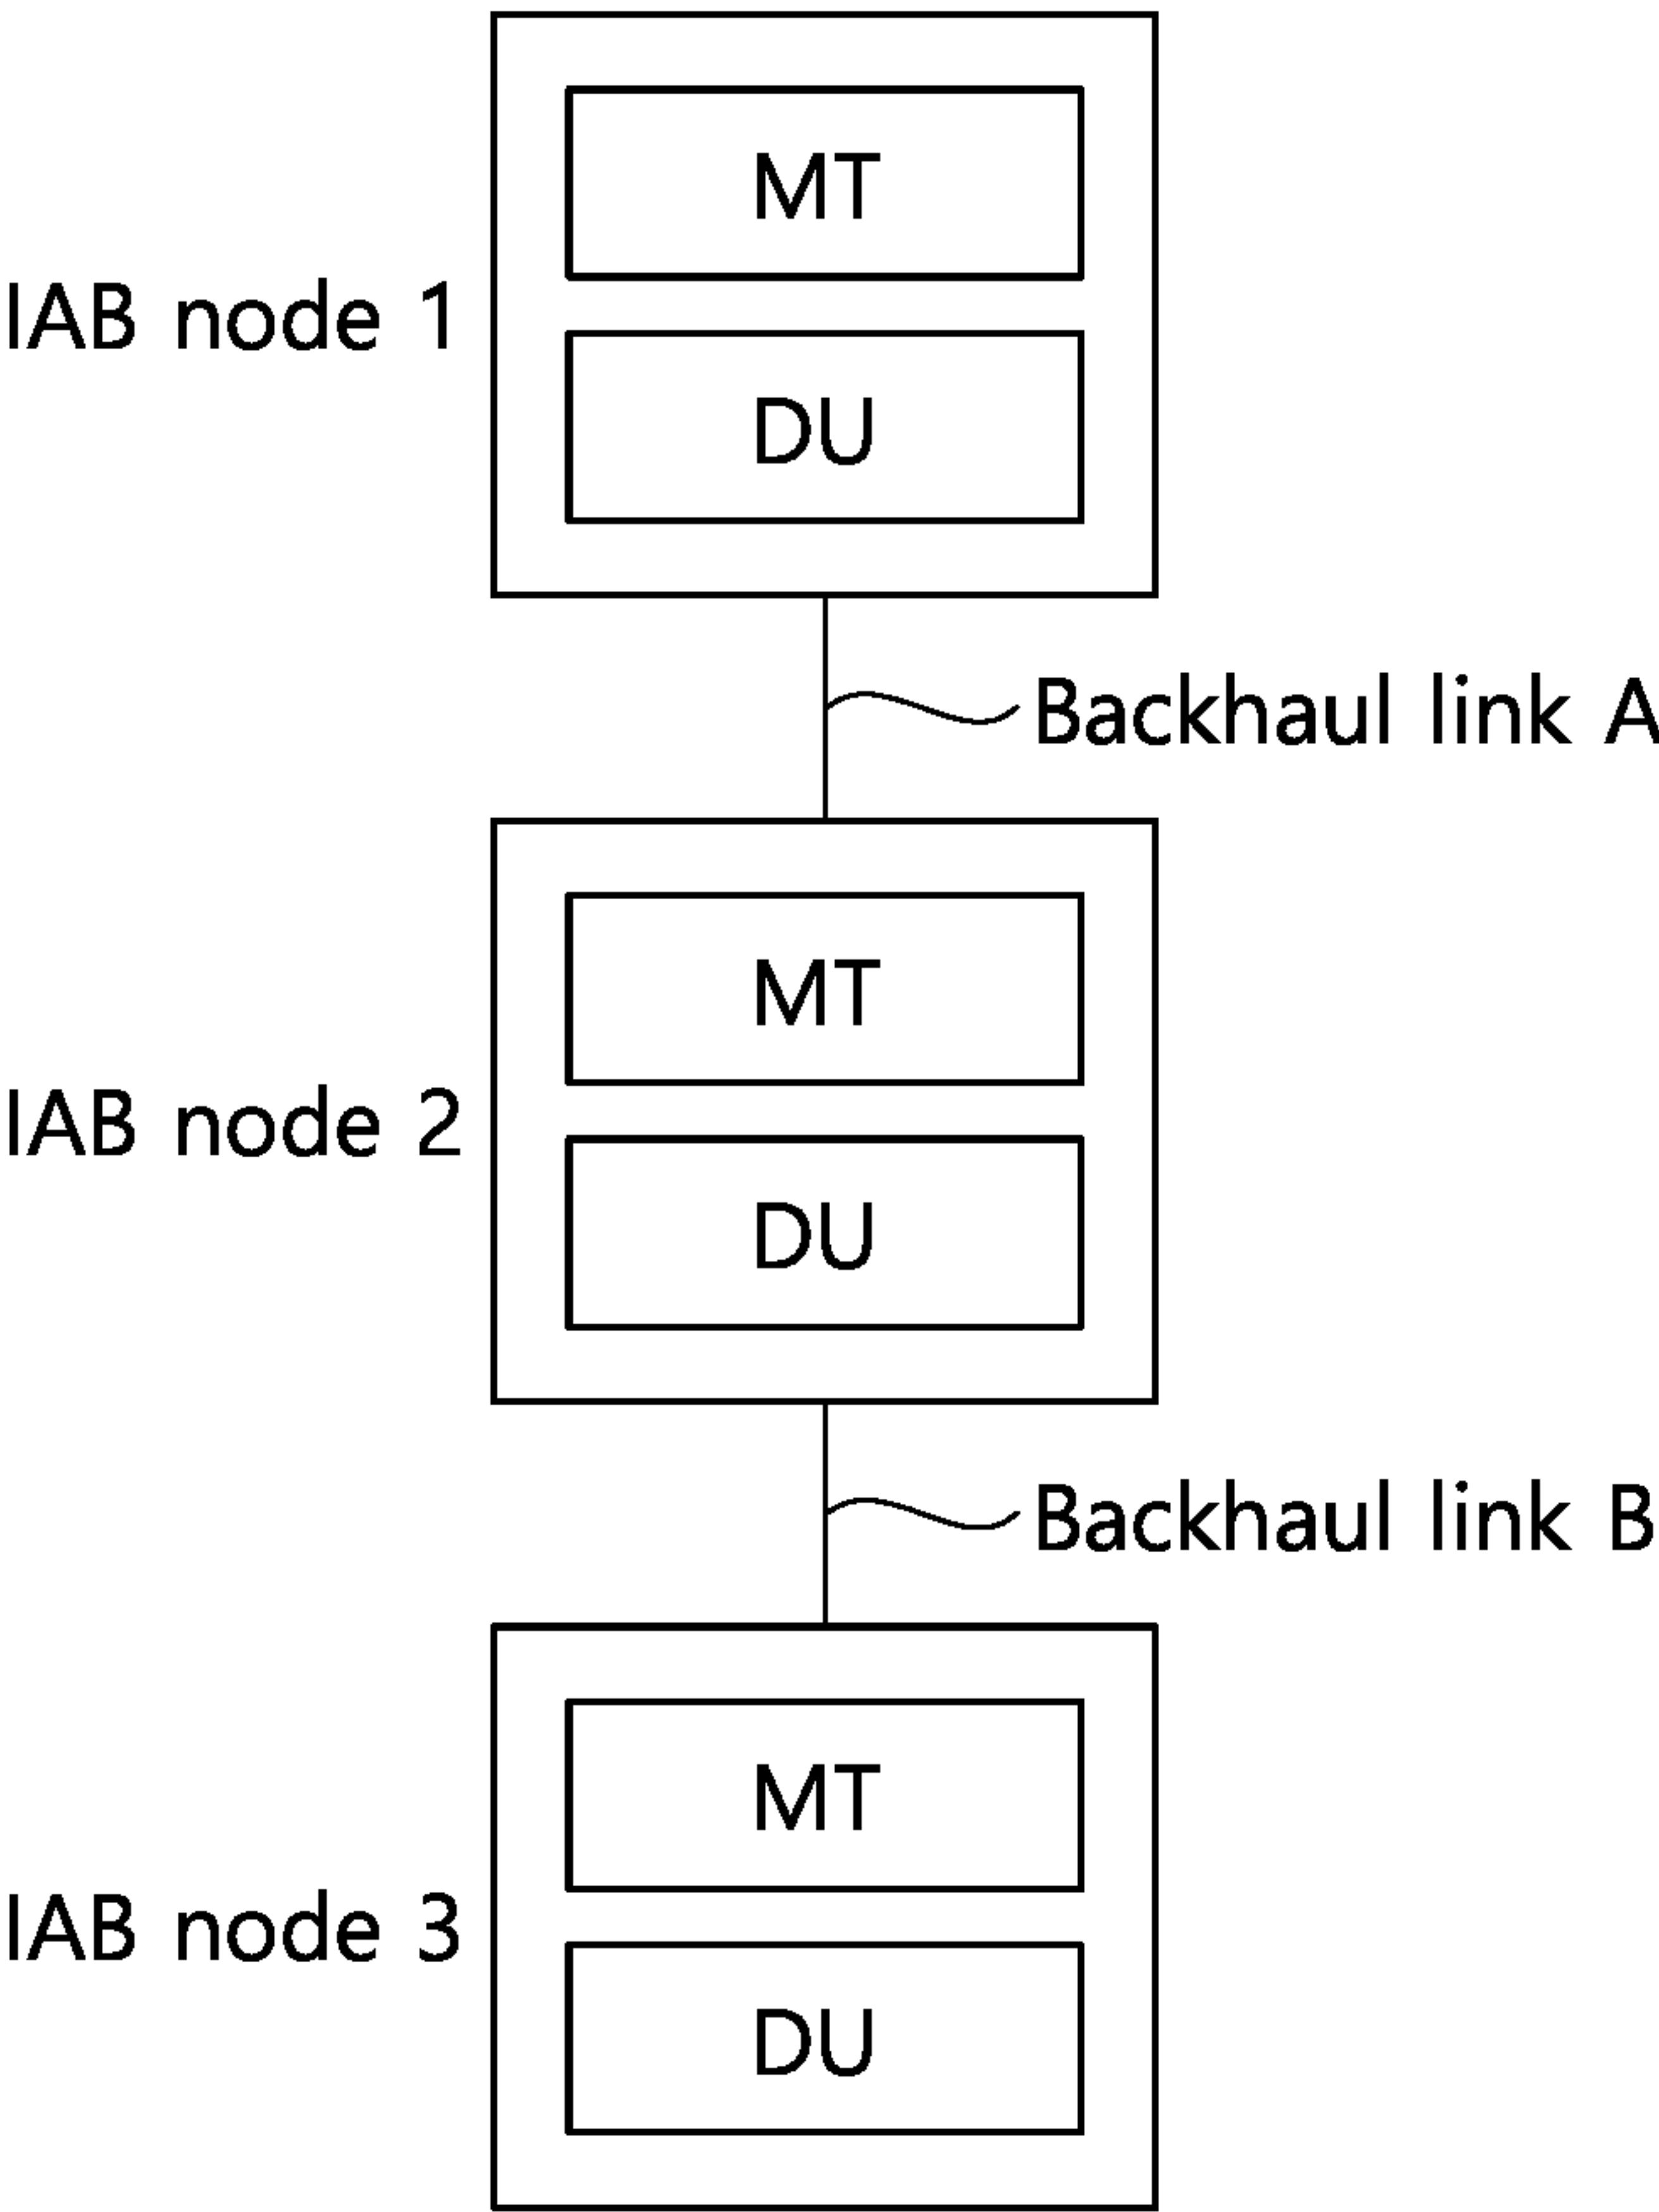 MT
IAB node 1
DU
Backhaul link A
MT
IAB node 2
DU
Backhaul link B
MT
IAB node 3
DU